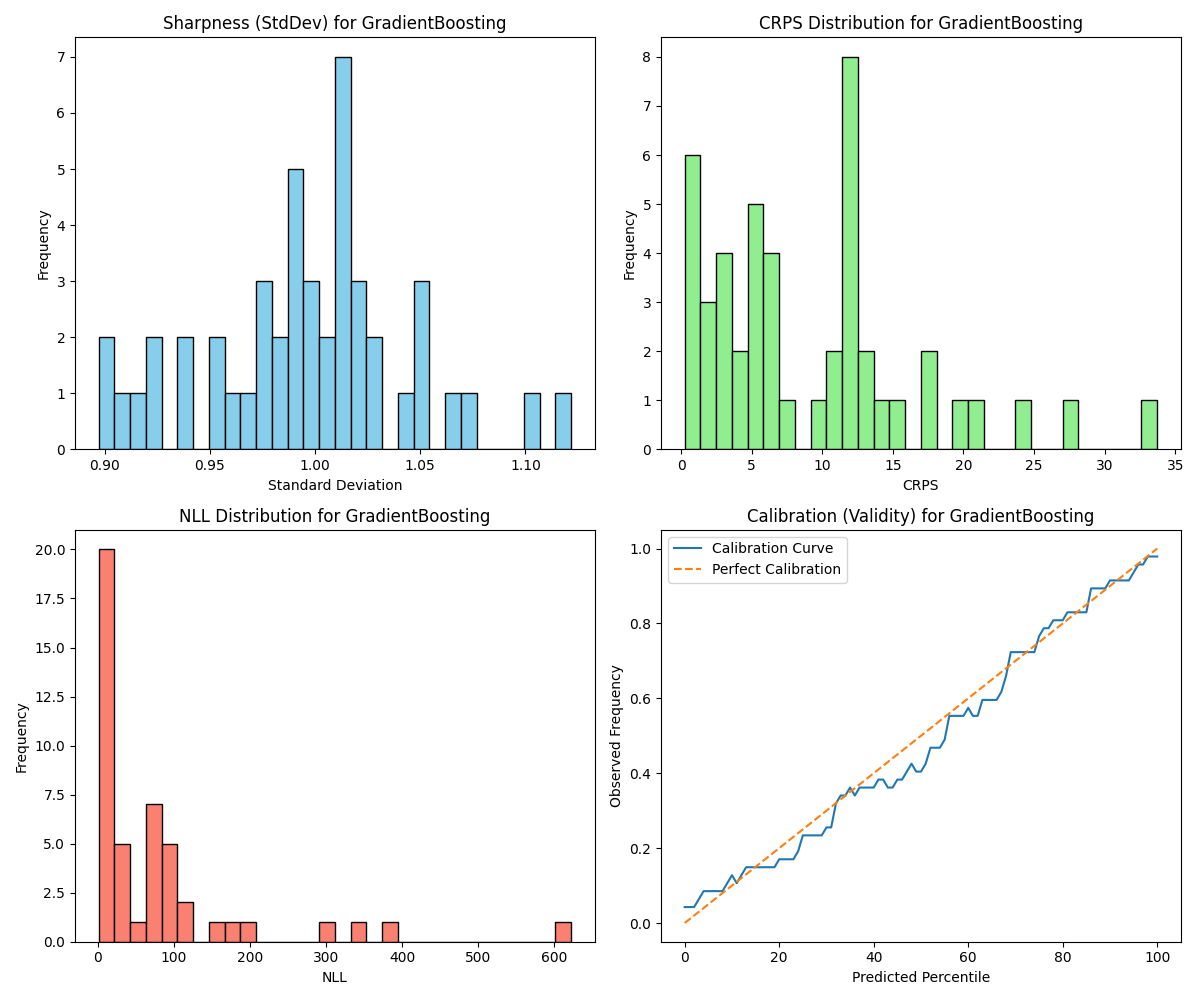 Sharpness (StdDev) for GradientBoosting
7
6
5
4
3
2
1
0
Frequency
0.90 0.95 1.00 1.05 1.10
Standard Deviation
CRPS Distribution for GradientBoosting
8
7
6
5
4
3
2
1
0
Frequency
0 5 10 15 20 25 30 35
CRPS
NLL Distribution for GradientBoosting
20.0
17.5
15.0
12.5
10.0
7.5
5.0
2.5
0.0
Frequency
0 100 200 300 400 500 600
NLL
Calibration (Validity) for GradientBoosting
Calibration Curve
Perfect Calibration
1.0
0.8
0.6
0.4
0.2
0.0
Observed Frequency
0 20 40 60 80 100
Predicted Percentile